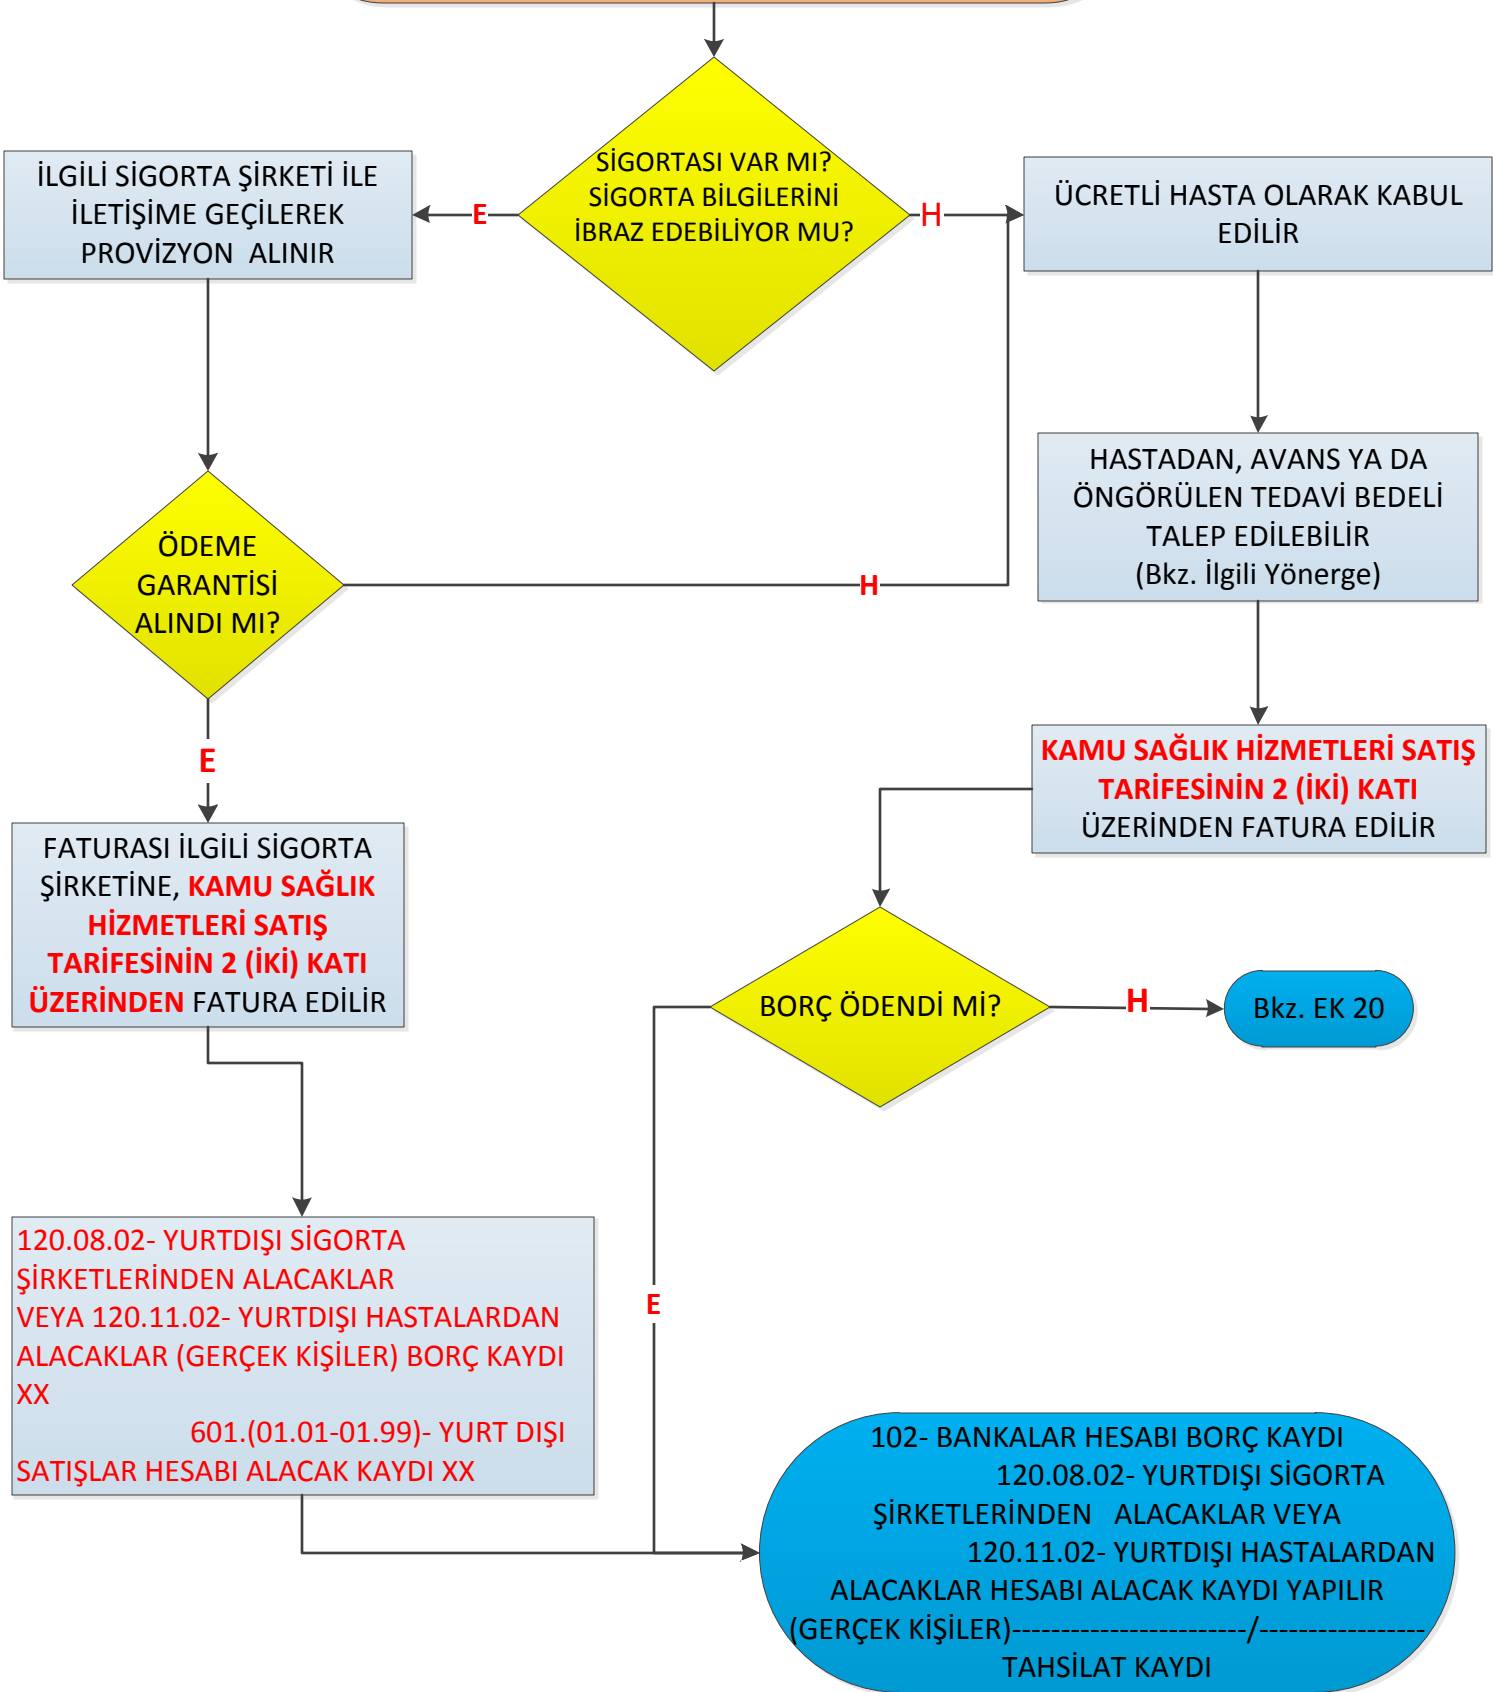 SİGORTASI VAR MI?
SİGORTA BİLGİLERİNİ
İBRAZ EDEBİLİYOR MU?
E
H
İLGİLİ SİGORTA ŞİRKETİ İLE
İLETİŞİME GEÇİLEREK
PROVİZYON ALINIR
ÜCRETLİ HASTA OLARAK KABUL
EDİLİR
HASTADAN, AVANS YA DA
ÖNGÖRÜLEN TEDAVİ BEDELİ
TALEP EDİLEBİLİR
(Bkz. İlgili Yönerge)
ÖDEME
GARANTİSİ
ALINDI MI?
H
E
KAMU SAĞLIK HİZMETLERİ SATIŞ
TARİFESİNİN 2 (İKİ) KATI
ÜZERİNDEN FATURA EDİLİR
FATURASI İLGİLİ SİGORTA
ŞİRKETİNE, KAMU SAĞLIK
HİZMETLERİ SATIŞ
TARİFESİNİN 2 (İKİ) KATI
ÜZERİNDEN FATURA EDİLİR
BORÇ ÖDENDİ Mİ?
H
Bkz. EK 20
E
120.08.02- YURTDIŞI SİGORTA
ŞİRKETLERİNDEN ALACAKLAR
VEYA 120.11.02- YURTDIŞI HASTALARDAN
ALACAKLAR (GERÇEK KİŞİLER) BORÇ KAYDI
XX
601.(01.01-01.99)- YURT DIŞI
SATIŞLAR HESABI ALACAK KAYDI XX
102- BANKALAR HESABI BORÇ KAYDI
120.08.02- YURTDIŞI SİGORTA
ŞİRKETLERİNDEN ALACAKLAR VEYA
120.11.02- YURTDIŞI HASTALARDAN
ALACAKLAR HESABI ALACAK KAYDI YAPILIR
(GERÇEK KİŞİLER)------------------------/-----------------
TAHSİLAT KAYDI